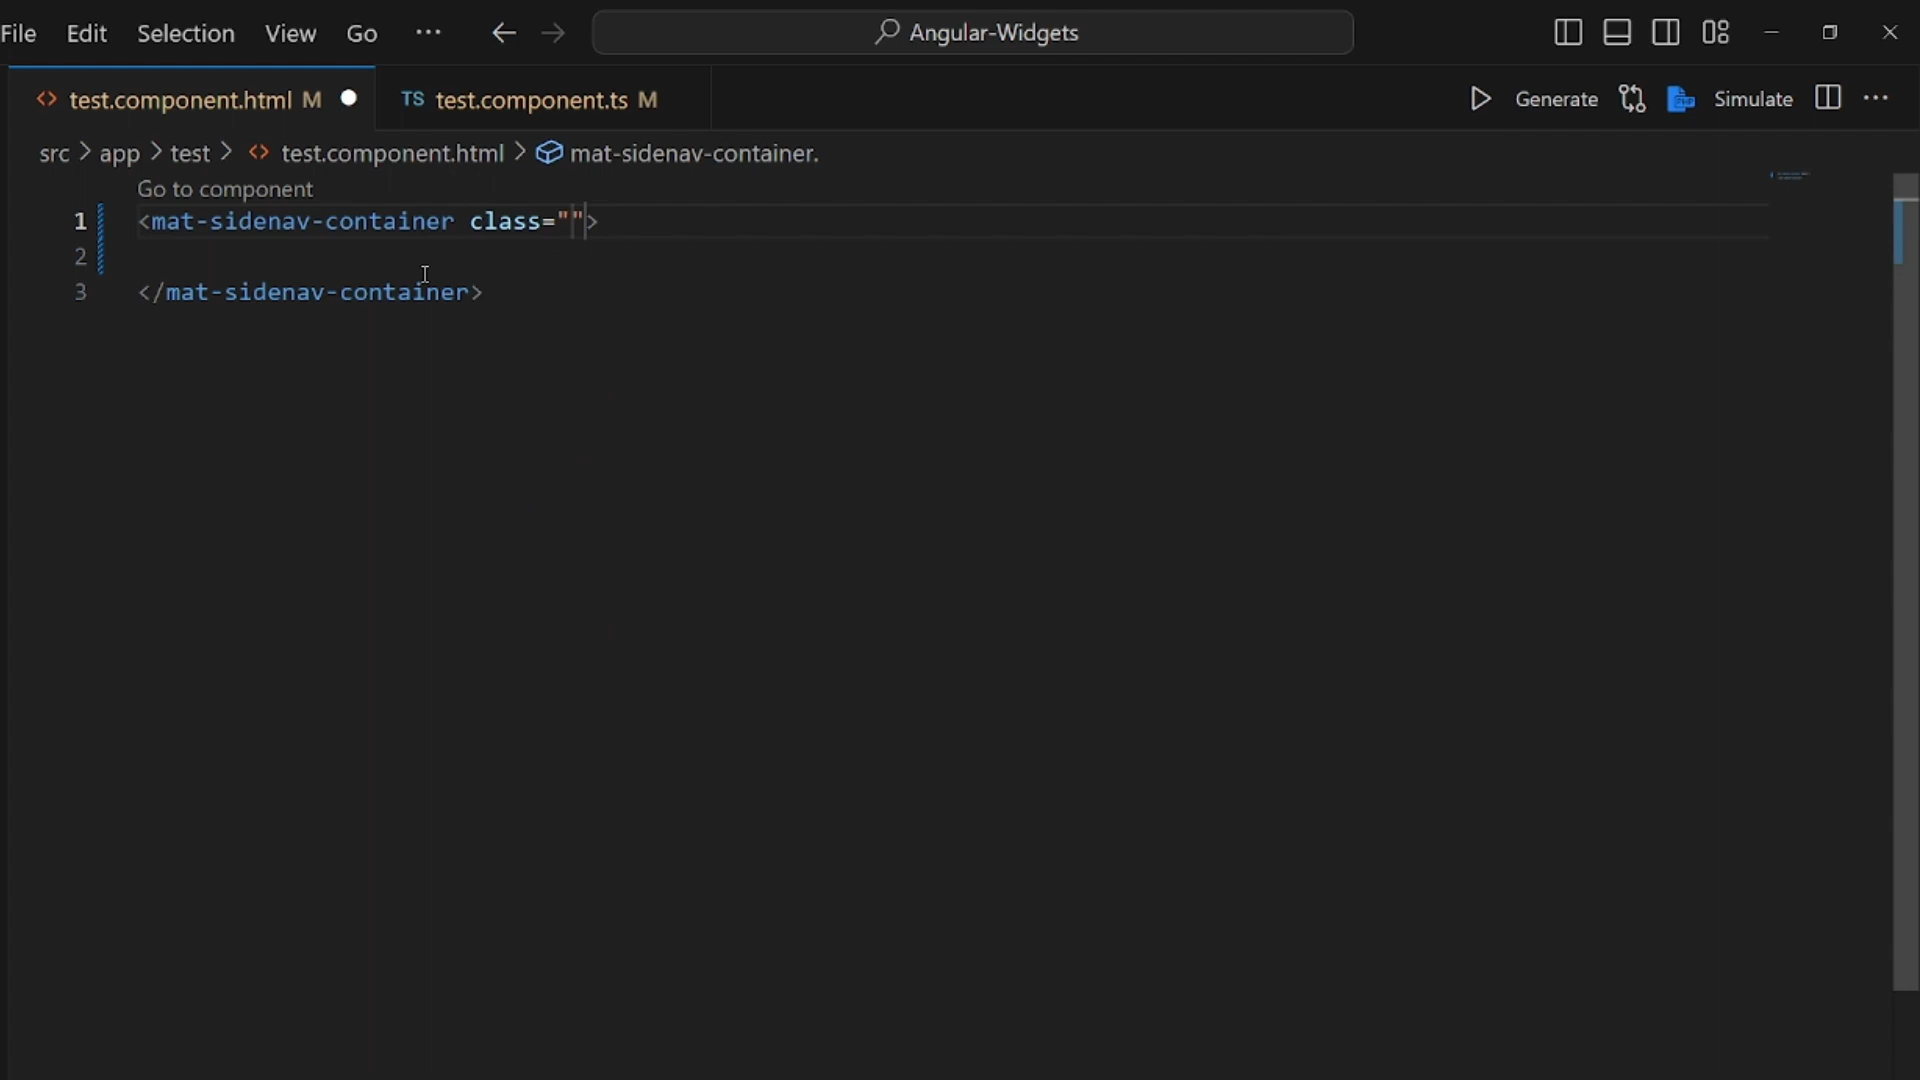 File Edit Selection View Go ··· Angular-Widgets
test.component.html M TS test.component.ts M Generate PHP Simulate ···
src > app > test > <> test.component.html > mat-sidenav-container.
Go to component
1 <mat-sidenav-container class="">
2
3 </mat-sidenav-container>